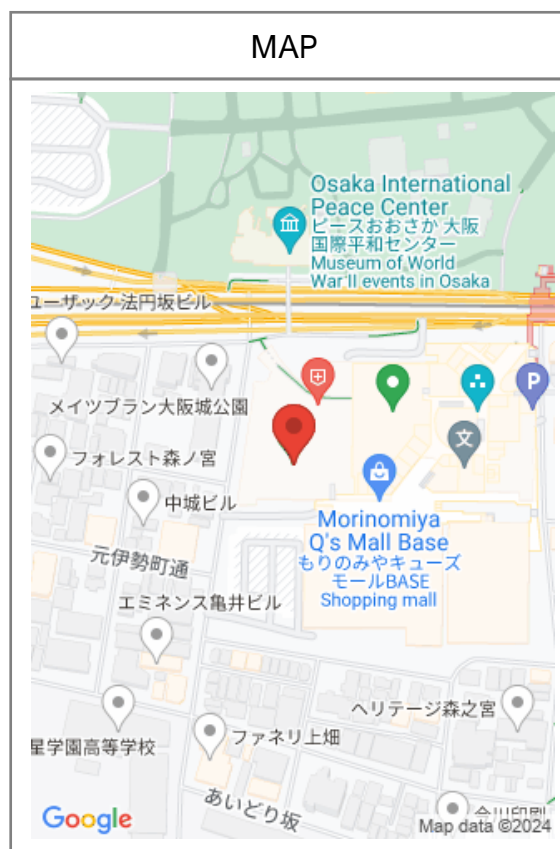 MAP
Osaka International
Peace Center
ピースおおさか 大阪
国際平和センター
Museum of World
War II events in Osaka
ユーザック 法円坂ビル
メイツブラン大阪城公園
P
文
フォレスト森ノ宮
中城ビル
Morinomiya
Q's Mall Base
もりのみやキューズ
モールBASE
Shopping mall
元伊勢町通
エミネンス亀井ビル
ヘリテージ森之宮
ファネリ上畑
星学園高等学校
あいどり坂
Google
Map data ©2024